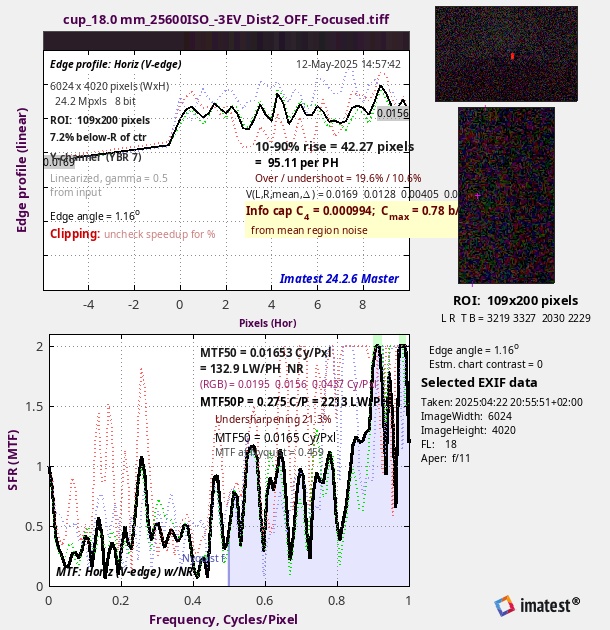 cup_18.0 mm_25600ISO_-3EV_Dist2_OFF_Focused.tiff
Edge profile: Horiz (V-edge)
12-May-2025 14:57:42
6024 x 4020 pixels (WxH)
24.2 Mpxls   8 bit
ROI:  109x200 pixels
7.2% below-R of ctr
Y-channel  (YBR 7)
Linearized, gamma = 0.5
from input
Edge angle = 1.16°
Clipping: uncheck speedup for %
0.0169
0.0156
10-90% rise = 42.27 pixels
=  95.11 per PH
Over / undershoot = 19.6% / 10.6%
V(L,R,mean,Δ) = 0.0169  0.0128  0.00405  0.0
Info cap C4 = 0.000994;  Cmax = 0.78 b/
from mean region noise
Imatest 24.2.6 Master
Edge profile (linear)
-4 -2 0 2 4 6 8
Pixels (Hor)
ROI:  109x200 pixels
L R  T B = 3219 3327  2030 2229
MTF50 = 0.01653 Cy/Pxl
= 132.9 LW/PH  NR
(RGB) = 0.0195  0.0156  0.0437 Cy/Pxl
MTF50P = 0.275 C/P = 2213 LW/PH
Undersharpening 21.3%
MTF50 = 0.0165 Cy/Pxl
MTF at Nyquist = 0.459
Nyquist f
MTF: Horiz (V-edge) w/NR
SFR (MTF)
2
1.5
1
0.5
0
0 0.2 0.4 0.6 0.8 1
Frequency, Cycles/Pixel
Edge angle = 1.16°
Estm. chart contrast = 0
Selected EXIF data
Taken: 2025:04:22 20:55:51+02:00
ImageWidth:  6024
ImageHeight:  4020
FL:   18
Aper:  f/11
imatest®